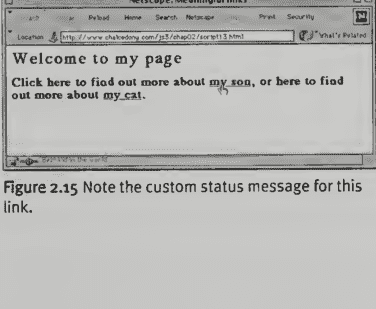 Netscape: Meaningful links
Reload Home Search Netscape Print Security
Location http://www.chalcedony.com/js3/chap02/script13.html What's Related
Welcome to my page
Click here to find out more about my son, or here to find
out more about my cat.
Figure 2.15 Note the custom status message for this
link.